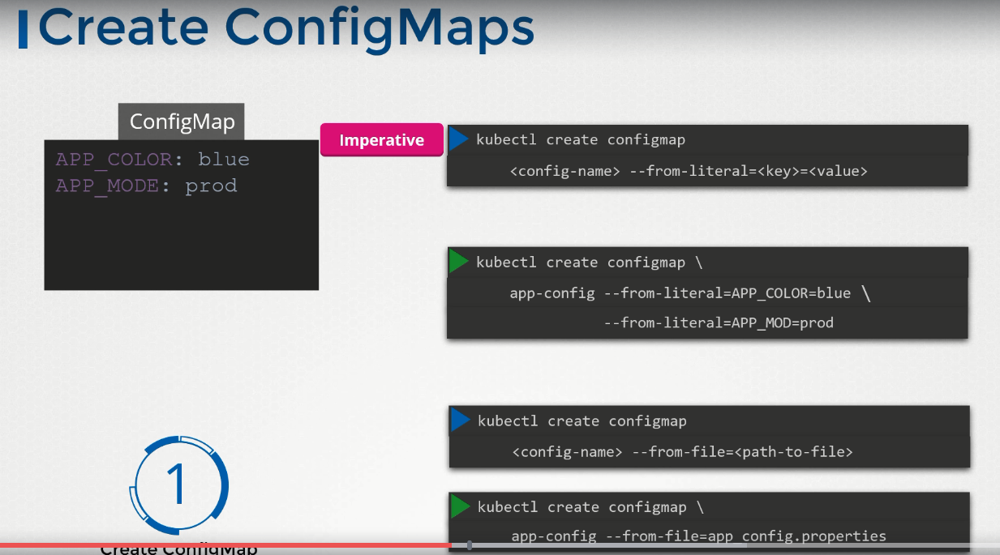 Create ConfigMaps
ConfigMap
APP_COLOR: blue
APP_MODE: prod
Imperative
kubectl create configmap
<config-name> --from-literal=<key>=<value>
kubectl create configmap \
app-config --from-literal=APP_COLOR=blue \
--from-literal=APP_MOD=prod
kubectl create configmap
<config-name> --from-file=<path-to-file>
kubectl create configmap \
app-config --from-file=app_config.properties
1
Create ConfigMap